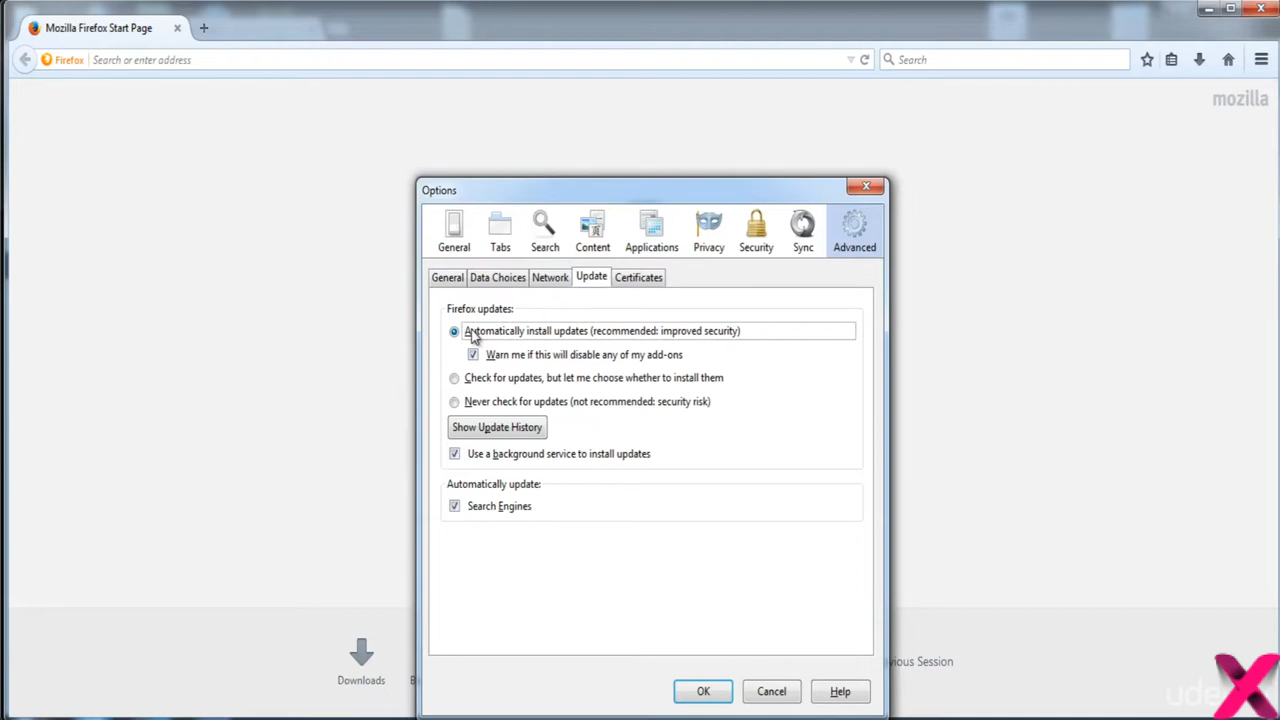 Mozilla Firefox Start Page
Firefox
Search or enter address
Search
mozilla
Options
General
Tabs
Search
Content
Applications
Privacy
Security
Sync
Advanced
General
Data Choices
Network
Update
Certificates
Firefox updates:
Automatically install updates (recommended: improved security)
Warn me if this will disable any of my add-ons
Check for updates, but let me choose whether to install them
Never check for updates (not recommended: security risk)
Show Update History
Use a background service to install updates
Automatically update:
Search Engines
Downloads
Session
OK
Cancel
Help